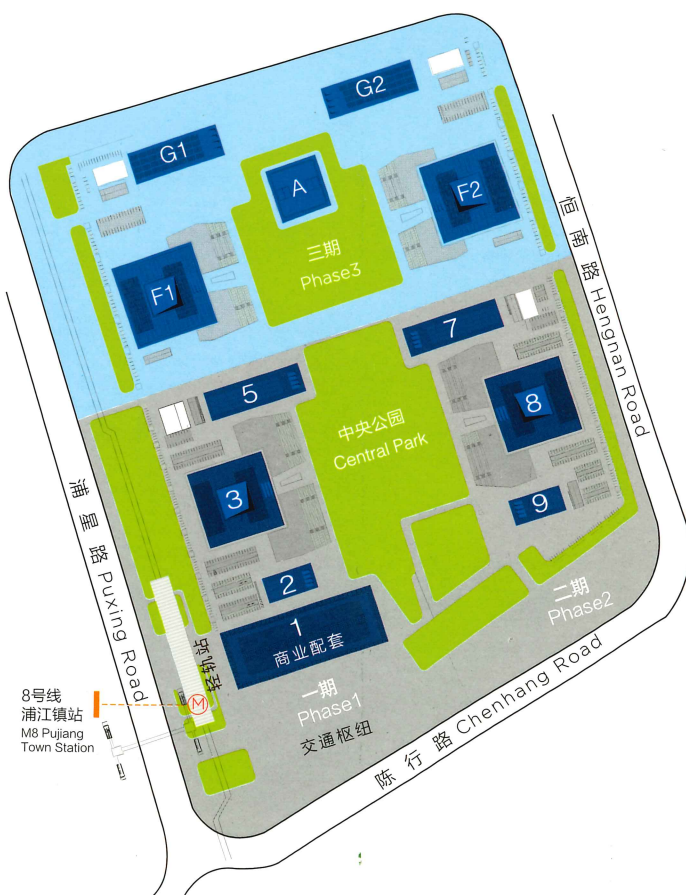 G2
G1
A
F2
三期
Phase3
F1
恒南路 Hengnan Road
7
5
中央公园
Central Park
8
3
9
浦星路 Puxing Road
2
二期
Phase2
1
商业配套
轻轨站
一期
Phase1
交通枢纽
陈行路 Chenhang Road
8号线
浦江镇站
M8 Pujiang
Town Station
M